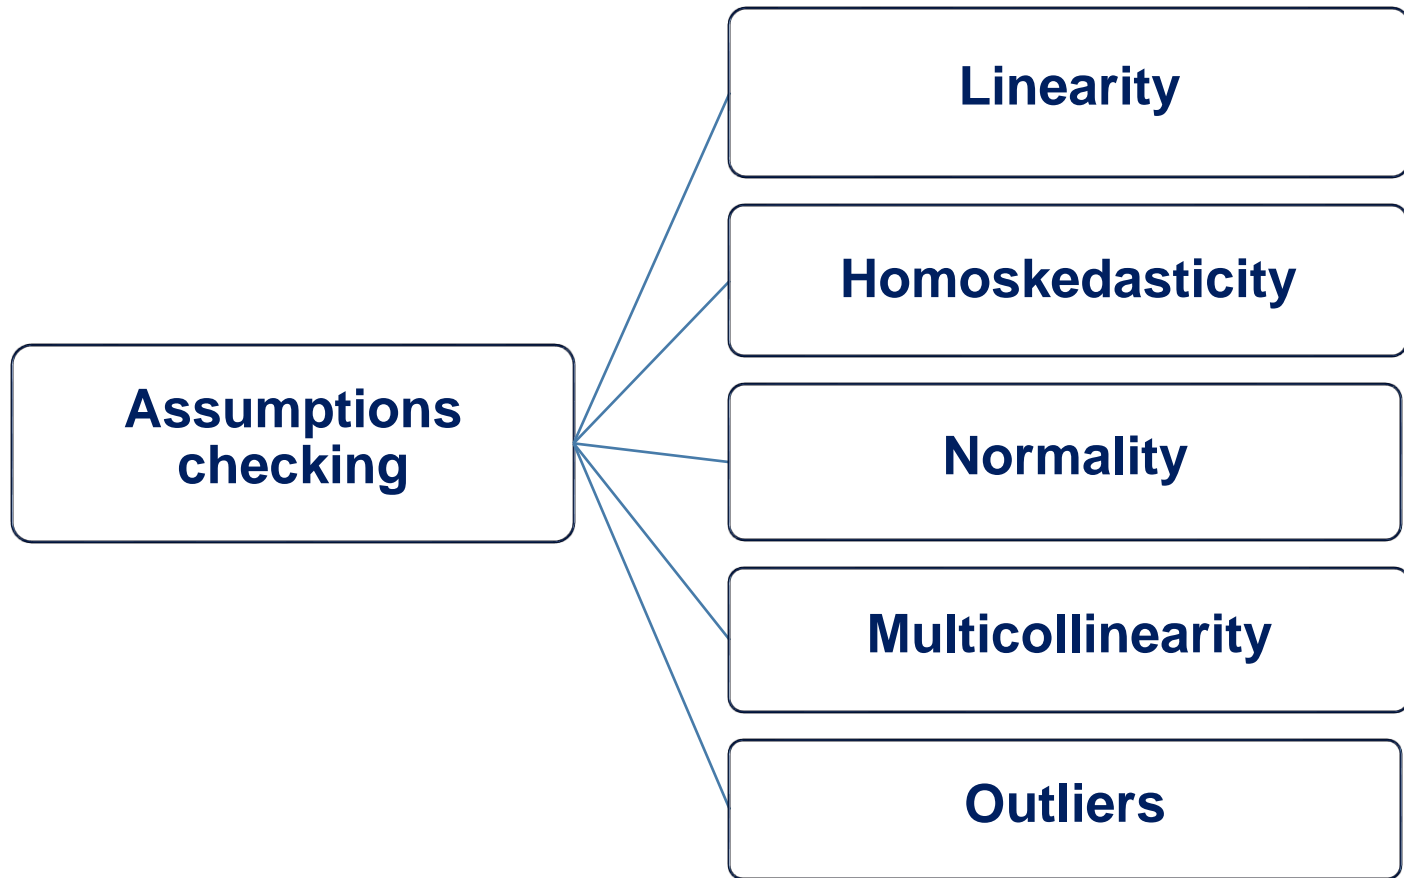 Linearity
Homoskedasticity
Assumptions
checking
Normality
Multicollinearity
Outliers